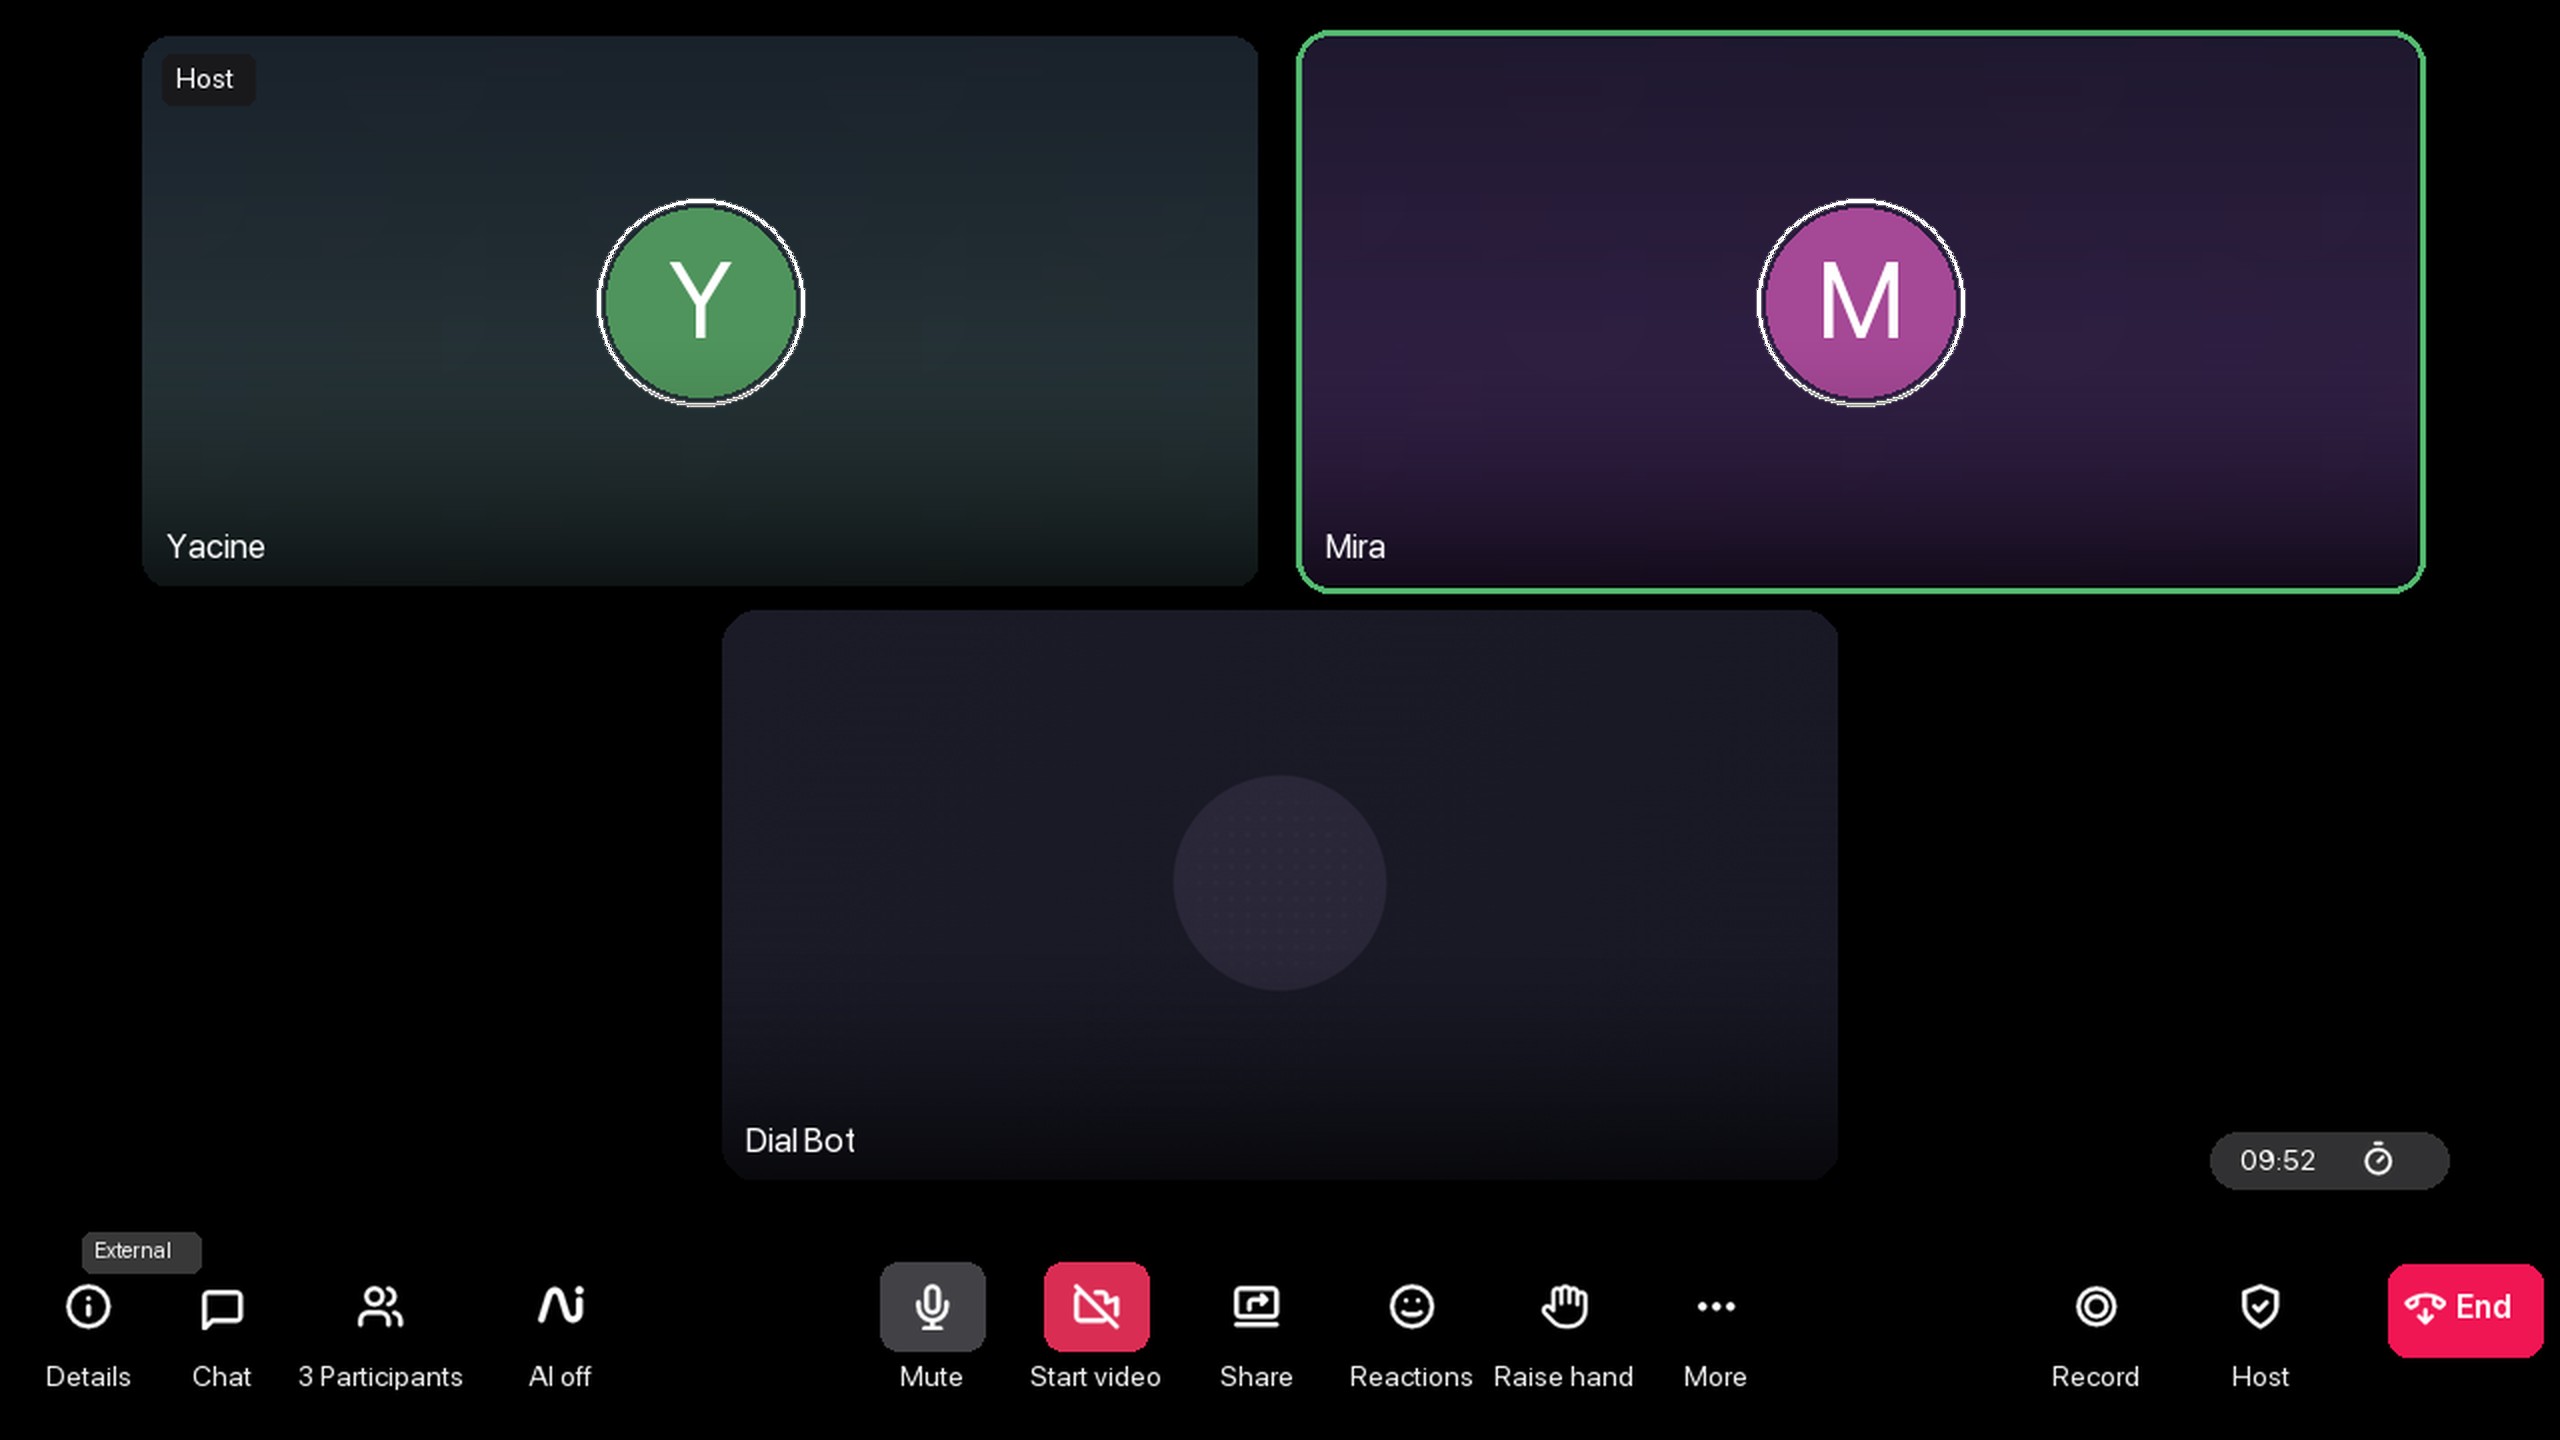 Host
Y
Yacine
M
Mira
Dial Bot
09:52
External
Details
Chat
3 Participants
AI off
Mute
Start video
Share
Reactions
Raise hand
More
Record
Host
End